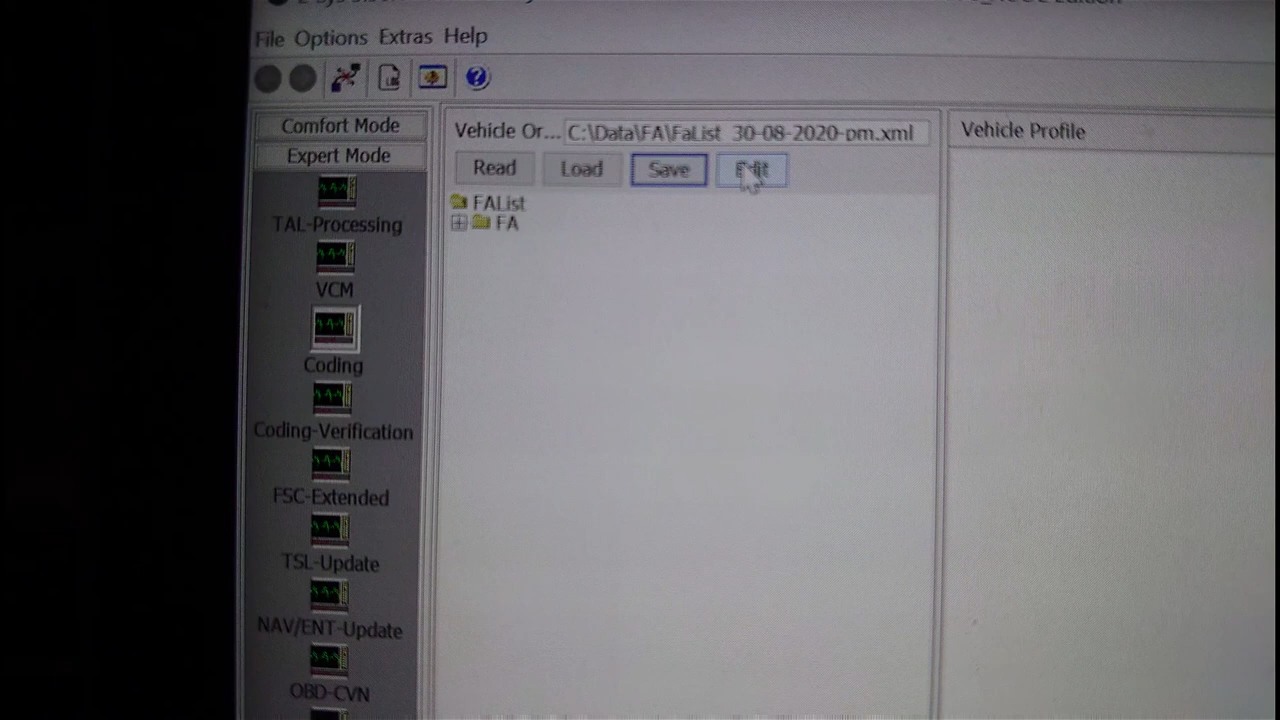 File Options Extras Help
Comfort Mode
Expert Mode
TAL-Processing
VCM
Coding
Coding-Verification
FSC-Extended
TSL-Update
NAV/ENT-Update
OBD-CVN
Vehicle Or... C:\Data\FA\FaList 30-08-2020-pm.xml
Read Load Save Edit
FAList
FA
Vehicle Profile